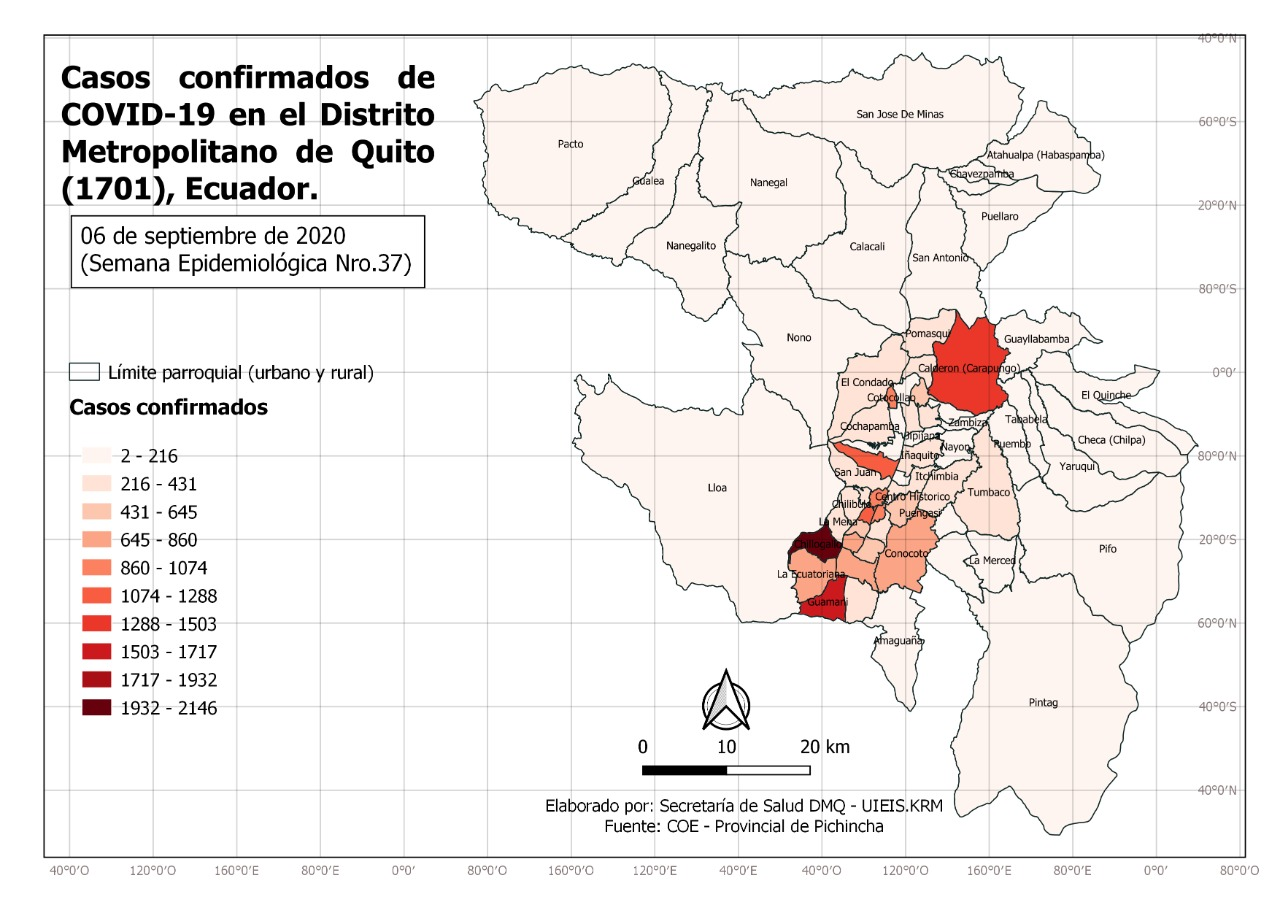 Casos confirmados de
COVID-19 en el Distrito
Metropolitano de Quito
(1701), Ecuador.
06 de septiembre de 2020
(Semana Epidemiológica Nro.37)
Límite parroquial (urbano y rural)
Casos confirmados
2 - 216
216 - 431
431 - 645
645 - 860
860 - 1074
1074 - 1288
1288 - 1503
1503 - 1717
1717 - 1932
1932 - 2146
San Jose De Minas
Pacto
Atahualpa (Habaspamba)
Chavezpamba
Gualea
Nanegal
Puellaro
Nanegalito
Calacali
San Antonio
Nono
Pomasqui
Guayllabamba
Calderon (Carapungo)
El Condado
Cotocollao
El Quinche
Cochapamba
Zambiza
Tababela
Jipijapa
Nayon
Puembo
Checa (Chilpa)
Iñaquito
San Juan
Itchimbia
Yaruqui
Lloa
Centro Historico
Tumbaco
Chilibulo
Puengasi
La Mena
Chillogallo
Conocoto
La Merced
Pifo
La Ecuatoriana
Guamani
Amaguaña
Pintag
0 10 20 km
Elaborado por: Secretaría de Salud DMQ - UIEIS.KRM
Fuente: COE - Provincial de Pichincha
40°0'N
60°0'N
20°0'N
80°0'S
0°0'
80°0'S
20°0'S
60°0'N
40°0'S
40°0'N
40°0'O 120°0'O 160°0'E 80°0'E 0°0' 80°0'O 160°0'O 120°0'E 40°0'E 40°0'O 120°0'O 160°0'E 80°0'E 0°0' 80°0'O